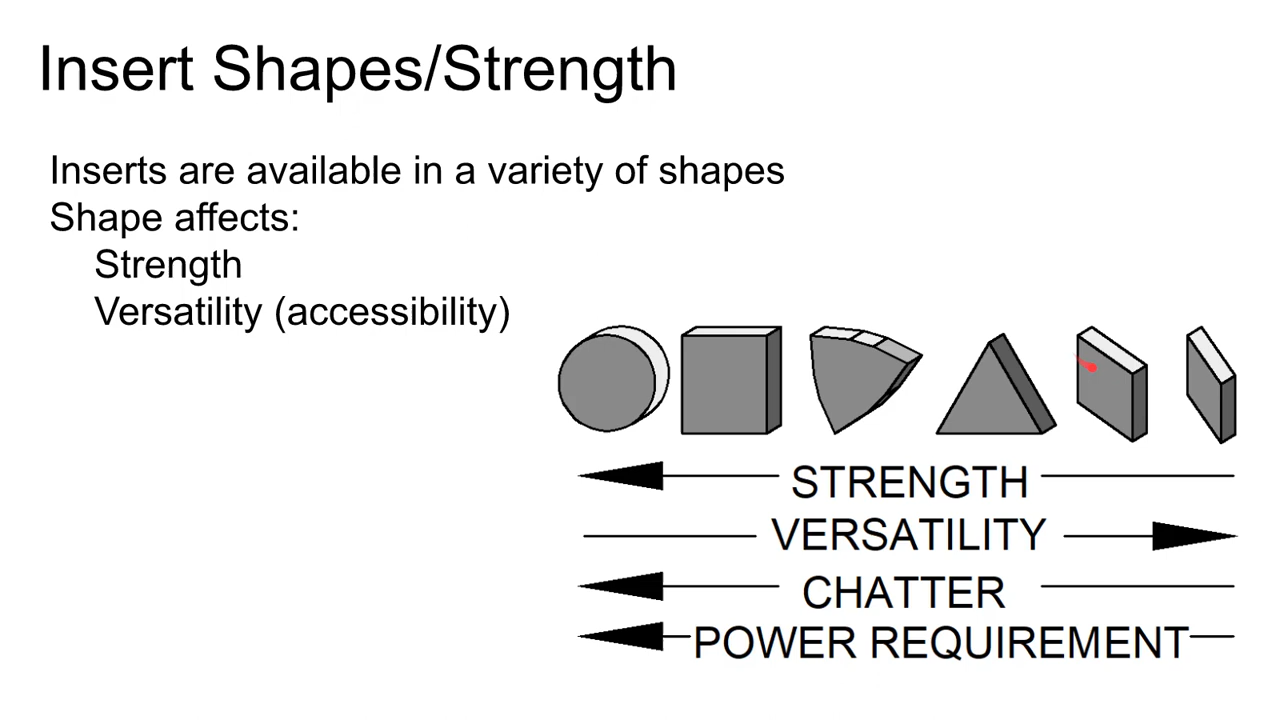 Insert Shapes/Strength
Inserts are available in a variety of shapes
Shape affects:
Strength
Versatility (accessibility)
STRENGTH
VERSATILITY
CHATTER
POWER REQUIREMENT